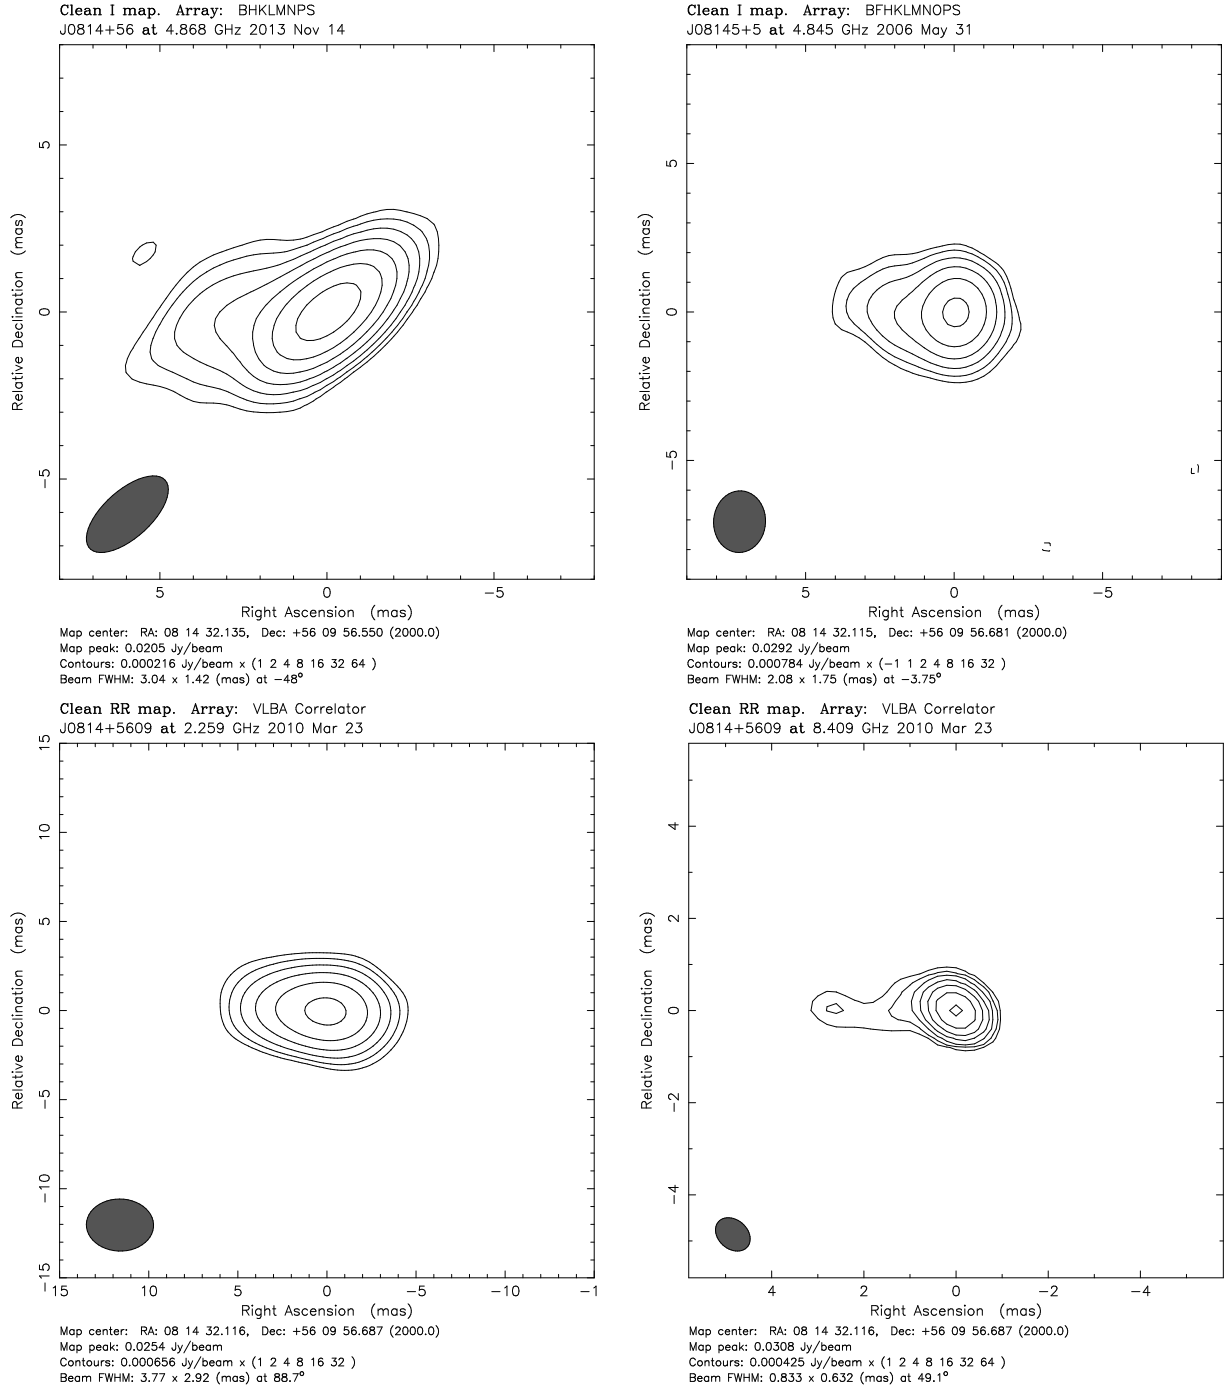 Clean I map. Array: BHKLMNPS
J0814+56 at 4.868 GHz 2013 Nov 14
5
0
−5
Relative Declination (mas)
5
0
−5
Right Ascension (mas)
Map center: RA: 08 14 32.135, Dec: +56 09 56.550 (2000.0)
Map peak: 0.0205 Jy/beam
Contours: 0.000216 Jy/beam x (1 2 4 8 16 32 64 )
Beam FWHM: 3.04 x 1.42 (mas) at −48°
Clean I map. Array: BFHKLMNOPS
J08145+5 at 4.845 GHz 2006 May 31
5
0
−5
Relative Declination (mas)
5
0
−5
Right Ascension (mas)
Map center: RA: 08 14 32.115, Dec: +56 09 56.681 (2000.0)
Map peak: 0.0292 Jy/beam
Contours: 0.000784 Jy/beam x (−1 1 2 4 8 16 32 )
Beam FWHM: 2.08 x 1.75 (mas) at −3.75°
Clean RR map. Array: VLBA Correlator
J0814+5609 at 2.259 GHz 2010 Mar 23
15
10
5
0
−5
−10
−15
Relative Declination (mas)
15
10
5
0
−5
−10
−1
Right Ascension (mas)
Map center: RA: 08 14 32.116, Dec: +56 09 56.687 (2000.0)
Map peak: 0.0254 Jy/beam
Contours: 0.000656 Jy/beam x (1 2 4 8 16 32 )
Beam FWHM: 3.77 x 2.92 (mas) at 88.7°
Clean RR map. Array: VLBA Correlator
J0814+5609 at 8.409 GHz 2010 Mar 23
4
2
0
−2
−4
Relative Declination (mas)
4
2
0
−2
−4
Right Ascension (mas)
Map center: RA: 08 14 32.116, Dec: +56 09 56.687 (2000.0)
Map peak: 0.0308 Jy/beam
Contours: 0.000425 Jy/beam x (1 2 4 8 16 32 64 )
Beam FWHM: 0.833 x 0.632 (mas) at 49.1°